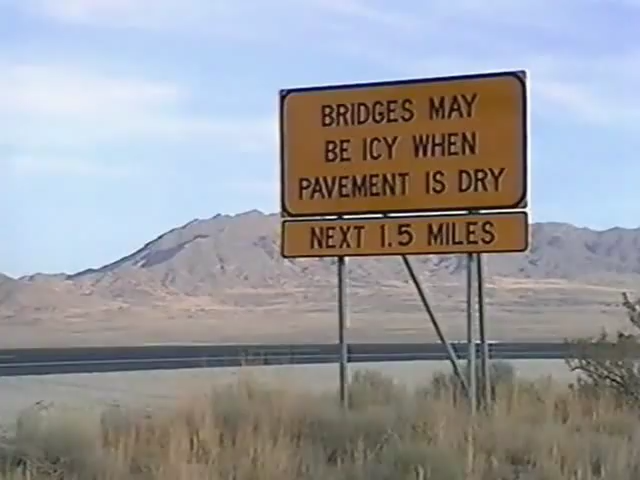 BRIDGES MAY
BE ICY WHEN
PAVEMENT IS DRY
NEXT 1.5 MILES